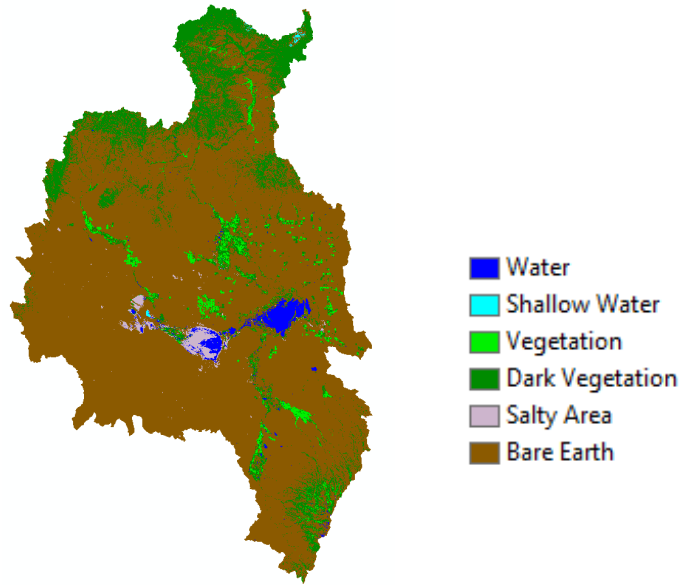 Water
Shallow Water
Vegetation
Dark Vegetation
Salty Area
Bare Earth